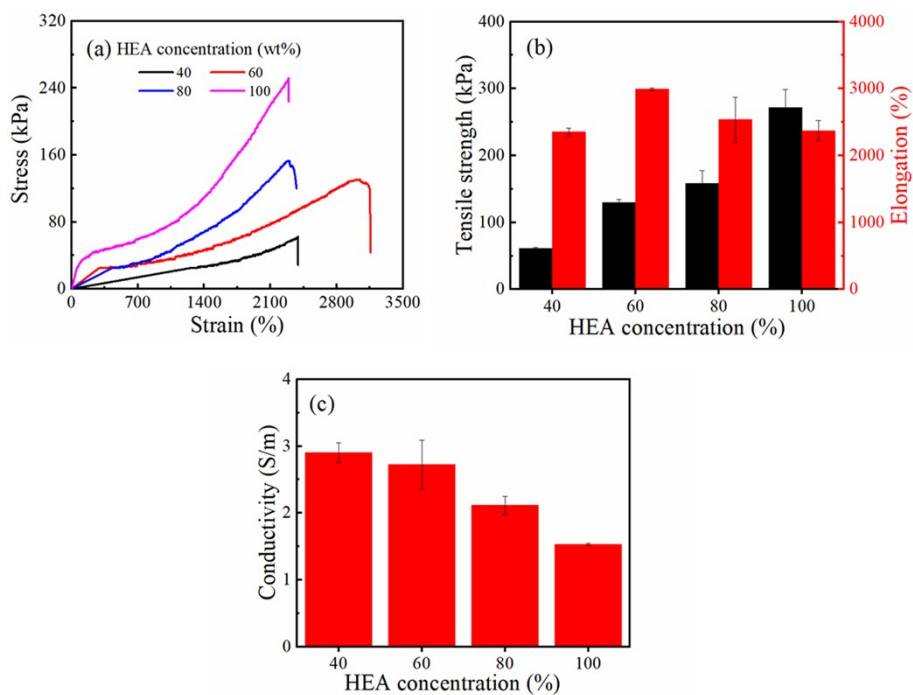 (a) HEA concentration (wt%)
40 60
80 100
Stress (kPa)
320
240
160
80
0
0 700 1400 2100 2800 3500
Strain (%)
(b)
Tensile strength (kPa)
400
300
200
100
0
Elongation (%)
4000
3000
2000
1000
0
40 60 80 100
HEA concentration (%)
(c)
Conductivity (S/m)
4
3
2
1
0
40 60 80 100
HEA concentration (%)